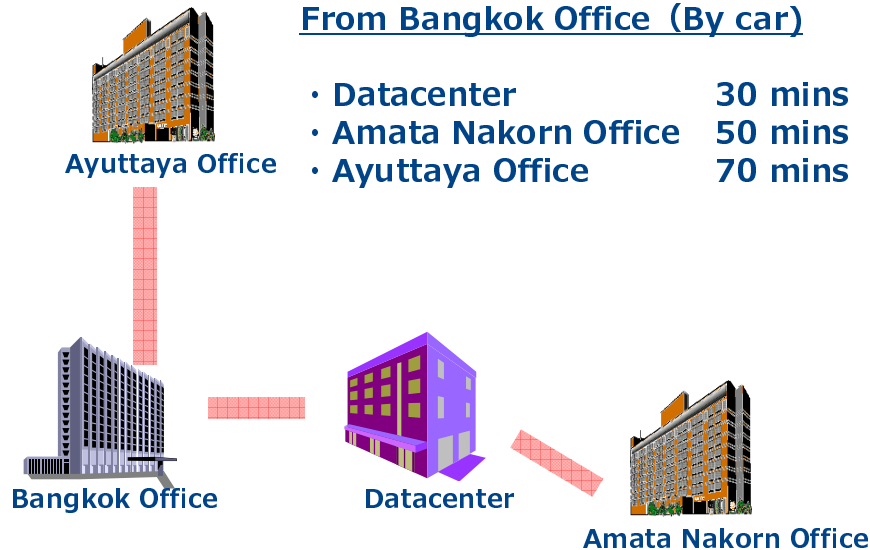 From Bangkok Office（By car)
・Datacenter 30 mins
・Amata Nakorn Office 50 mins
・Ayuttaya Office 70 mins
Ayuttaya Office
Bangkok Office
Datacenter
Amata Nakorn Office